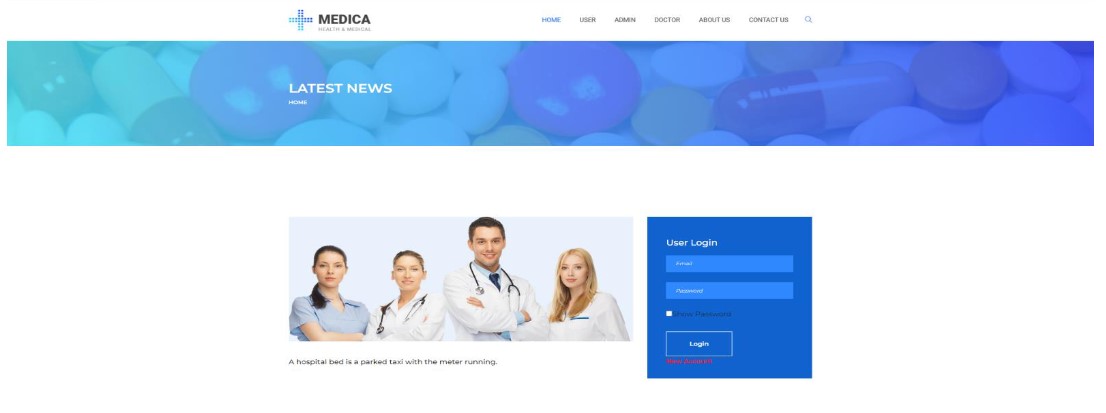 MEDICA
HEALTH & MEDICAL
HOME USER ADMIN DOCTOR ABOUT US CONTACT US
LATEST NEWS
HOME
User Login
Email
Password
Show Password
Login
A hospital bed is a parked taxi with the meter running.